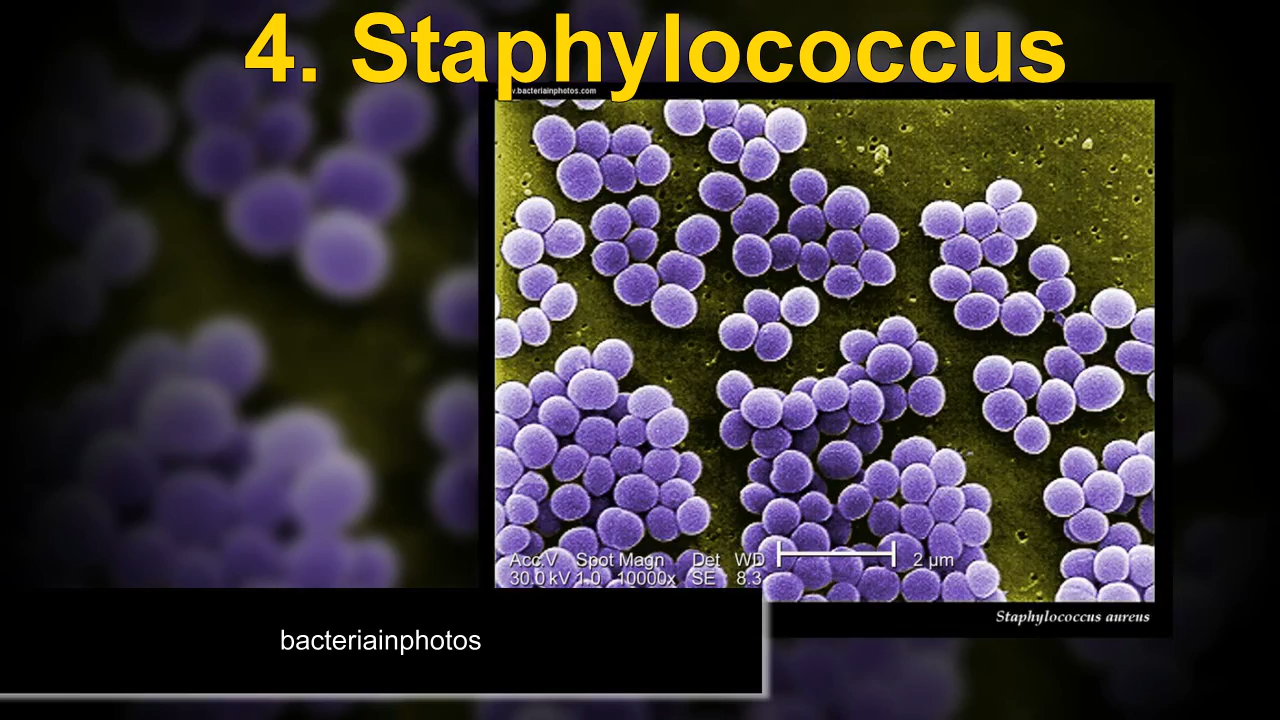 4. Staphylococcus
.bacteriainphotos.com
Acc.V Spot Magn Det WD
30.0 kV 1.0 10000x SE 8.3
2 µm
Staphylococcus aureus
bacteriainphotos